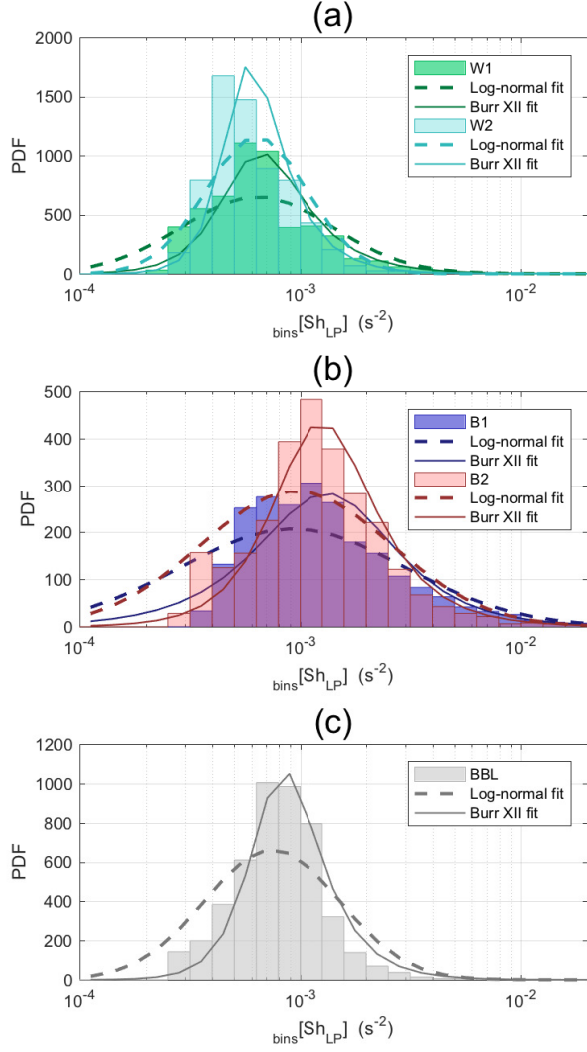 (a)
2000
1500
1000
500
0
PDF
W1
Log-normal fit
Burr XII fit
W2
Log-normal fit
Burr XII fit
10-4 10-3 10-2
bins[ShLP] (s-2)
(b)
500
400
300
200
100
0
PDF
B1
Log-normal fit
Burr XII fit
B2
Log-normal fit
Burr XII fit
10-4 10-3 10-2
bins[ShLP] (s-2)
(c)
1200
1000
800
600
400
200
0
PDF
BBL
Log-normal fit
Burr XII fit
10-4 10-3 10-2
bins[ShLP] (s-2)